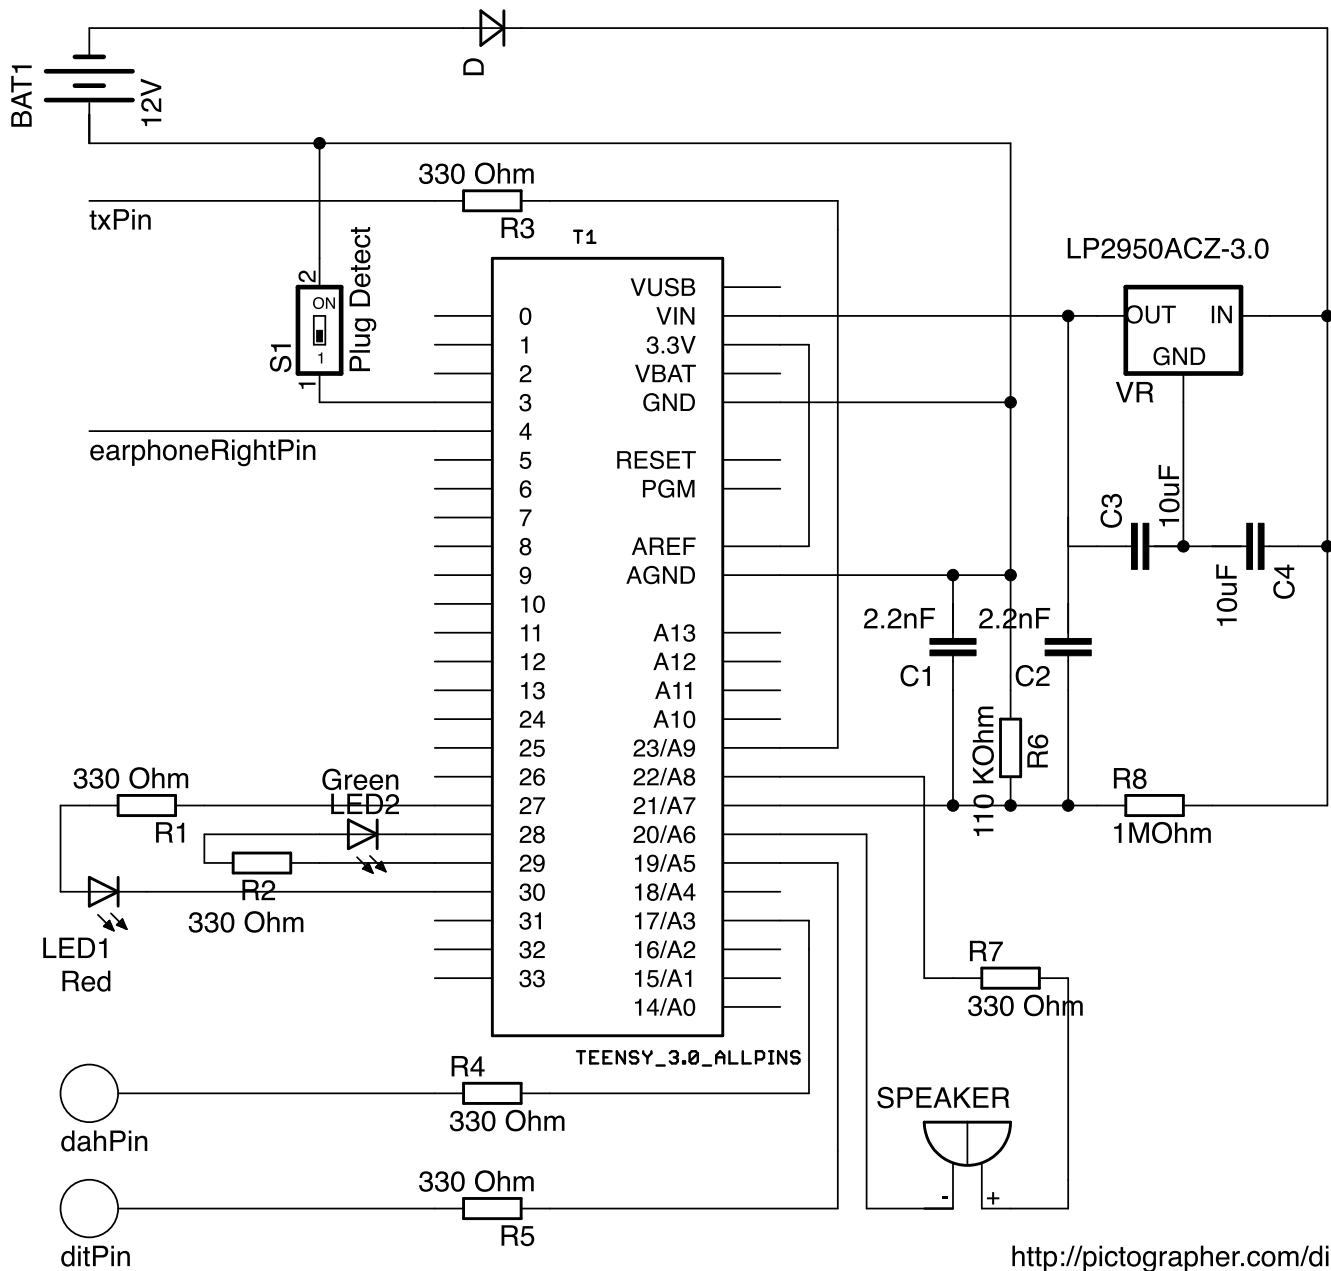 D
BAT1
12V
330 Ohm
R3
txPin
T1
LP2950ACZ-3.0
2
ON
1
S1
Plug Detect
1
VUSB
0 VIN
1 3.3V
2 VBAT
3 GND
4
5 RESET
6 PGM
7
8 AREF
9 AGND
10
11 A13
12 A12
13 A11
24 A10
25 23/A9
26 22/A8
27 21/A7
28 20/A6
29 19/A5
30 18/A4
31 17/A3
32 16/A2
33 15/A1
14/A0
TEENSY_3.0_ALLPINS
OUT IN
GND
VR
earphoneRightPin
C3
10uF
10uF
C4
2.2nF
C1
2.2nF
C2
110 KOhm
R6
R8
1MOhm
330 Ohm
R1
Green
LED2
R2
330 Ohm
LED1
Red
R7
330 Ohm
SPEAKER
- +
R4
330 Ohm
dahPin
330 Ohm
R5
ditPin
http://pictographer.com/di